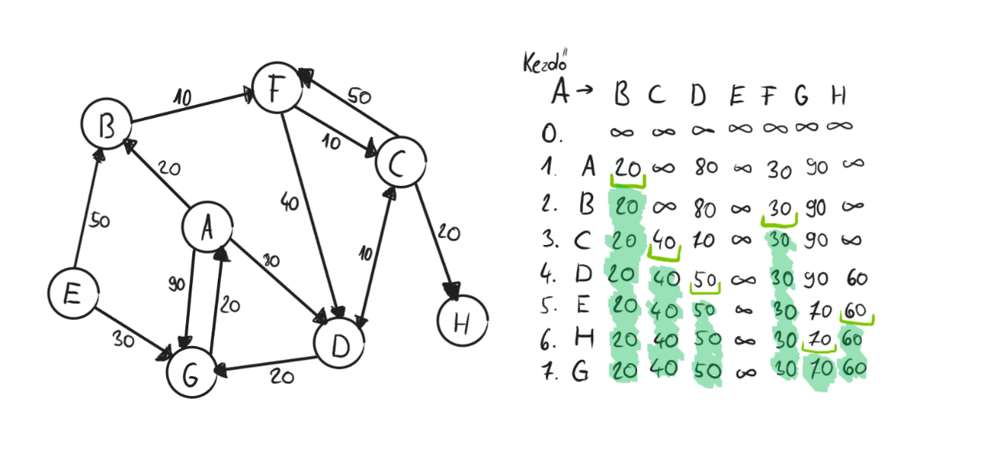 Kezdő
A → B C D E F G H
0. ∞ ∞ ∞ ∞ ∞ ∞ ∞
1. A 20 ∞ 80 ∞ 30 90 ∞
2. B 20 ∞ 80 ∞ 30 90 ∞
3. C 20 40 70 ∞ 30 90 ∞
4. D 20 40 50 ∞ 30 90 60
5. E 20 40 50 ∞ 30 70 60
6. H 20 40 50 ∞ 30 70 60
7. G 20 40 50 ∞ 30 70 60
F
50
10
B
10
C
20
40
50
A
20
10
80
90
20
E
H
30
D
G
20